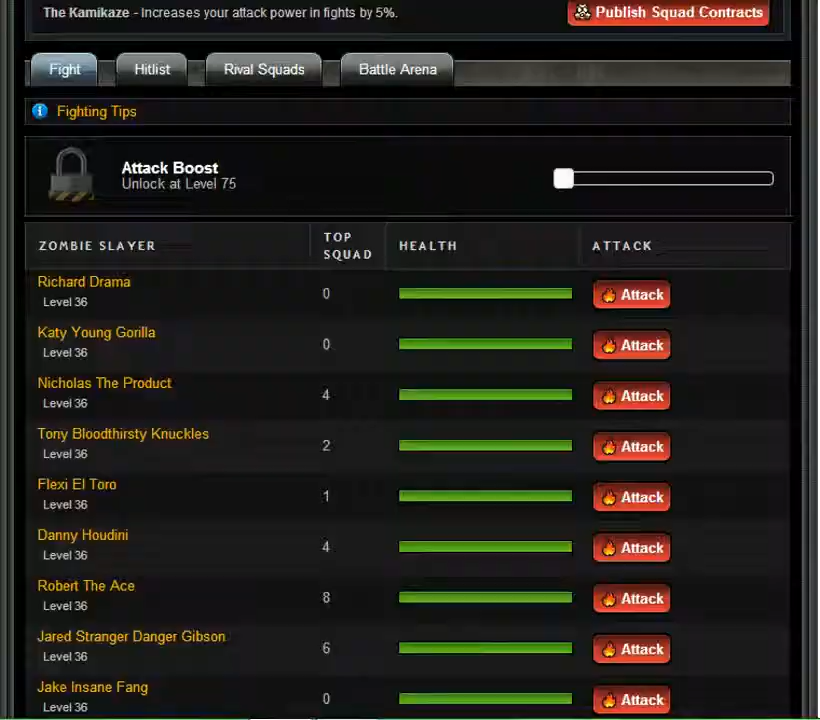 The Kamikaze - Increases your attack power in fights by 5%.
Publish Squad Contracts
Fight Hitlist Rival Squads Battle Arena
Fighting Tips
Attack Boost
Unlock at Level 75
ZOMBIE SLAYER TOP SQUAD HEALTH ATTACK
Richard Drama
Level 36 0 Attack
Katy Young Gorilla
Level 36 0 Attack
Nicholas The Product
Level 36 4 Attack
Tony Bloodthirsty Knuckles
Level 36 2 Attack
Flexi El Toro
Level 36 1 Attack
Danny Houdini
Level 36 4 Attack
Robert The Ace
Level 36 8 Attack
Jared Stranger Danger Gibson
Level 36 6 Attack
Jake Insane Fang
Level 36 0 Attack